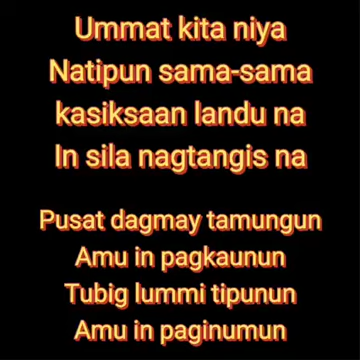 Ummat kita niya
Natipun sama-sama
kasiksaan landu na
In sila nagtangis na
Pusat dagmay tamungun
Amu in pagkaunun
Tubig lummi tipunun
Amu in paginumun